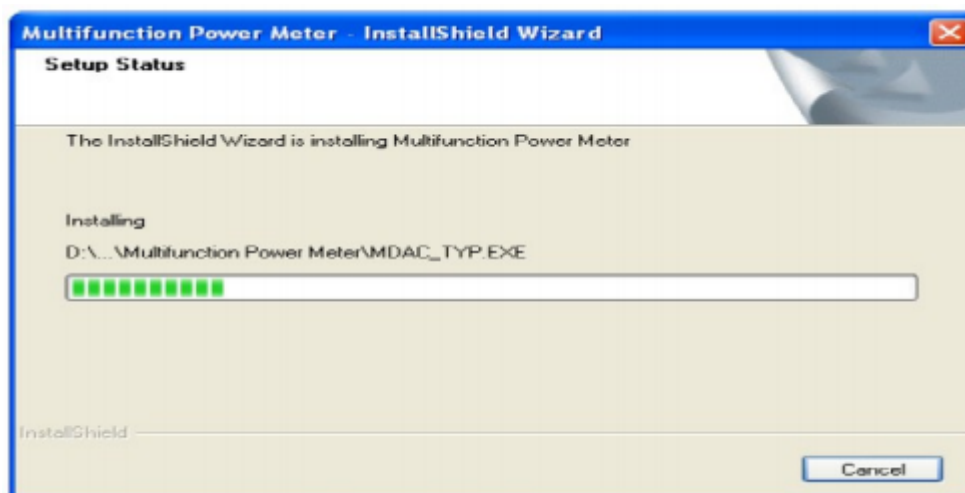 Multifunction Power Meter - InstallShield Wizard
Setup Status
The InstallShield Wizard is installing Multifunction Power Meter
Installing
D:\...\Multifunction Power Meter\MDAC_TYP.EXE
InstallShield
Cancel